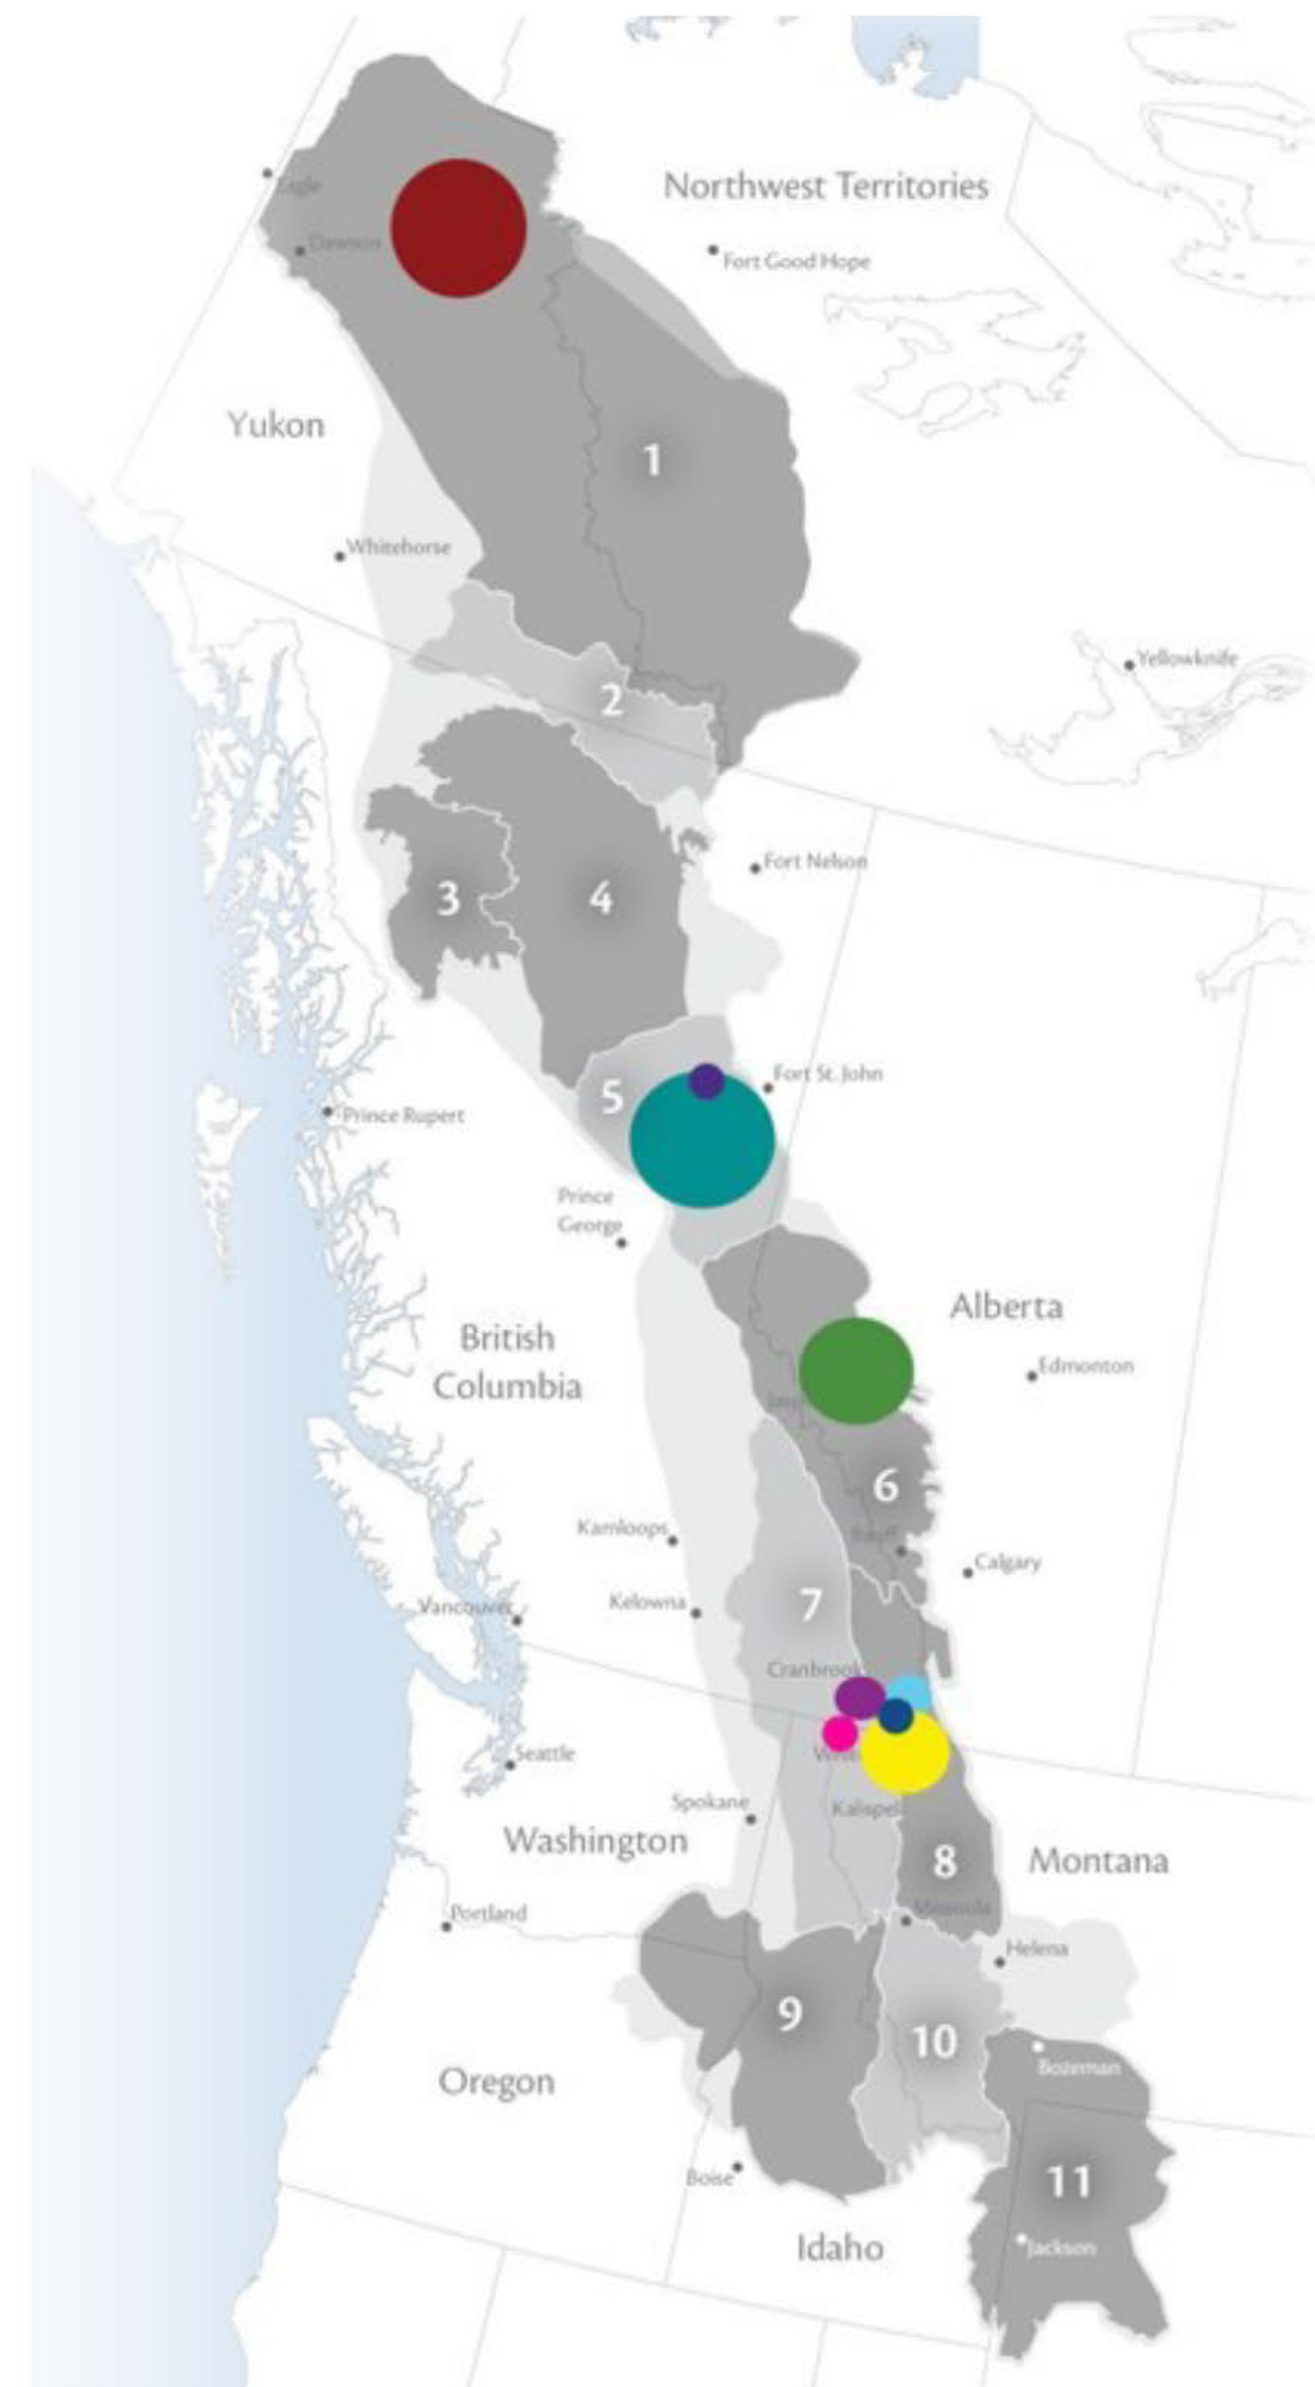 Eagle
Northwest Territories
Dawson
Fort Good Hope
Yukon
1
Whitehorse
Yellowknife
2
Fort Nelson
3
4
Fort St. John
5
Prince Rupert
Prince
George
Alberta
British
Columbia
Edmonton
6
Kamloops
Banff
Calgary
Kelowna
7
Vancouver
Cranbrook
Seattle
Spokane
Kalispel
Washington
8
Montana
Portland
Missoula
Helena
9
10
Bozeman
Oregon
11
Boise
Idaho
Jackson